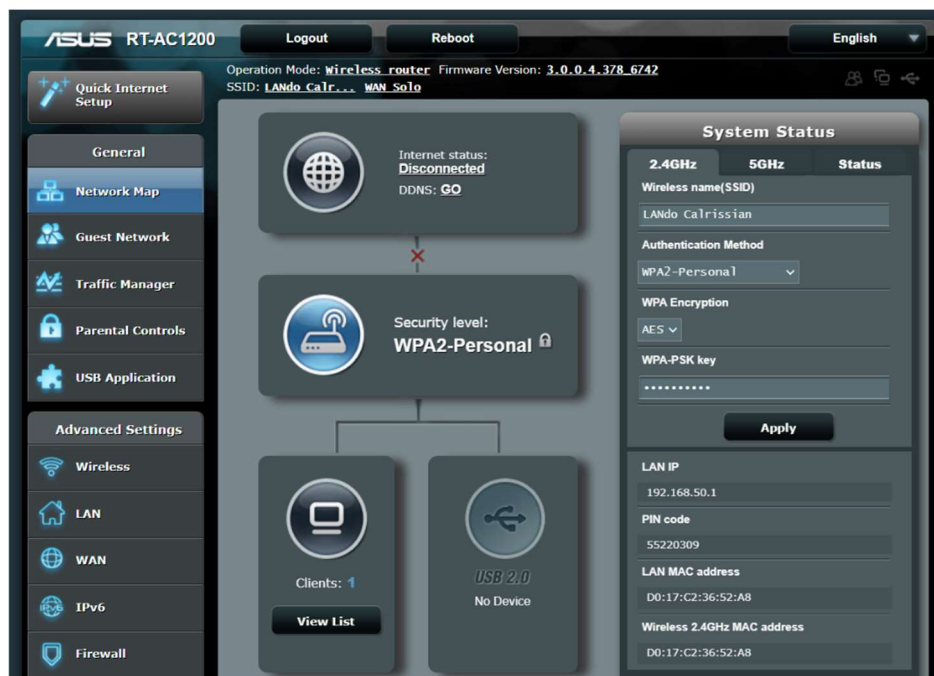 ASUS RT-AC1200
Logout
Reboot
English
Operation Mode: Wireless router Firmware Version: 3.0.0.4.378_6742
SSID: LANdo Calr... WAN Solo
Quick Internet
Setup
General
Network Map
Guest Network
Traffic Manager
Parental Controls
USB Application
Advanced Settings
Wireless
LAN
WAN
IPv6
IPv6
Firewall
Internet status:
Disconnected
DDNS: GO
Security level:
WPA2-Personal
Clients: 1
View List
USB 2.0
No Device
System Status
2.4GHz
5GHz
Status
Wireless name(SSID)
LANdo Calrissian
Authentication Method
WPA2-Personal
WPA Encryption
AES
WPA-PSK key
••••••••••
Apply
LAN IP
192.168.50.1
PIN code
55220309
LAN MAC address
D0:17:C2:36:52:A8
Wireless 2.4GHz MAC address
D0:17:C2:36:52:A8